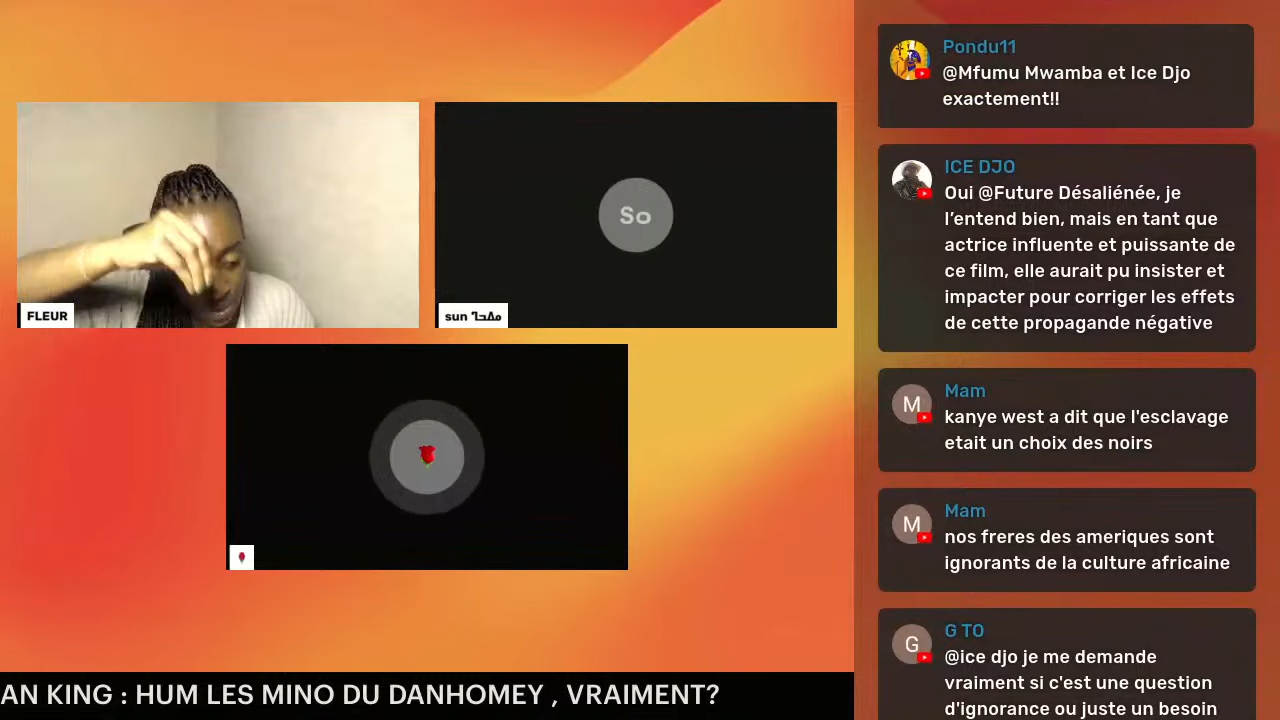 FLEUR
So
sun
AN KING : HUM LES MINO DU DANHOMEY , VRAIMENT?
Pondu11
@Mfumu Mwamba et Ice Djo
exactement!!
ICE DJO
Oui @Future Désaliénée, je
l’entend bien, mais en tant que
actrice influente et puissante de
ce film, elle aurait pu insister et
impacter pour corriger les effets
de cette propagande négative
M
Mam
kanye west a dit que l'esclavage
etait un choix des noirs
M
Mam
nos freres des ameriques sont
ignorants de la culture africaine
G
G TO
@ice djo je me demande
vraiment si c'est une question
d'ignorance ou juste un besoin